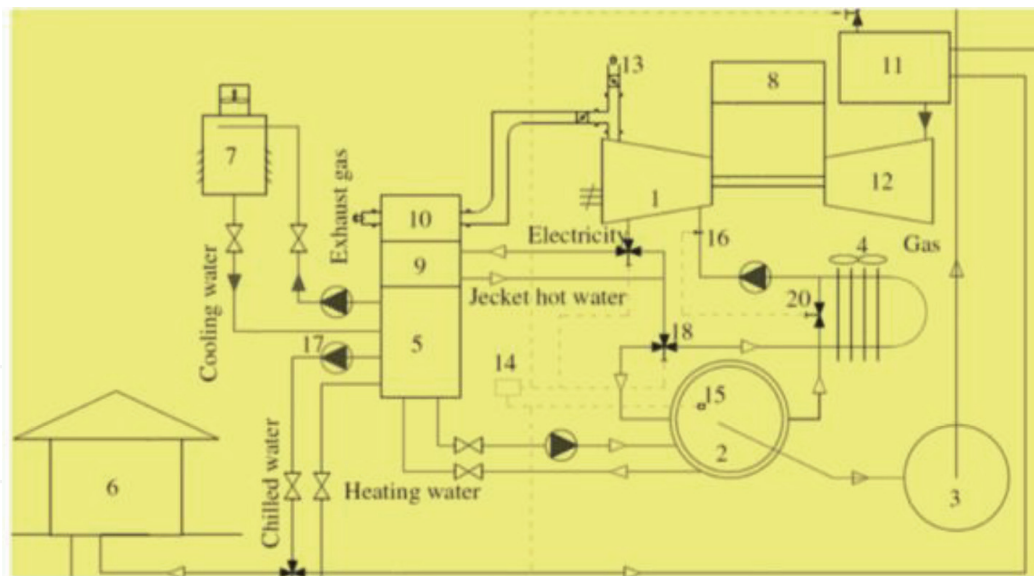 13
8
11
7
Exhaust gas
12
1
10
Electricity
16
4
Gas
9
Jecket hot water
20
Cooling water
17
5
18
14
15
2
6
Chilled water
Heating water
3